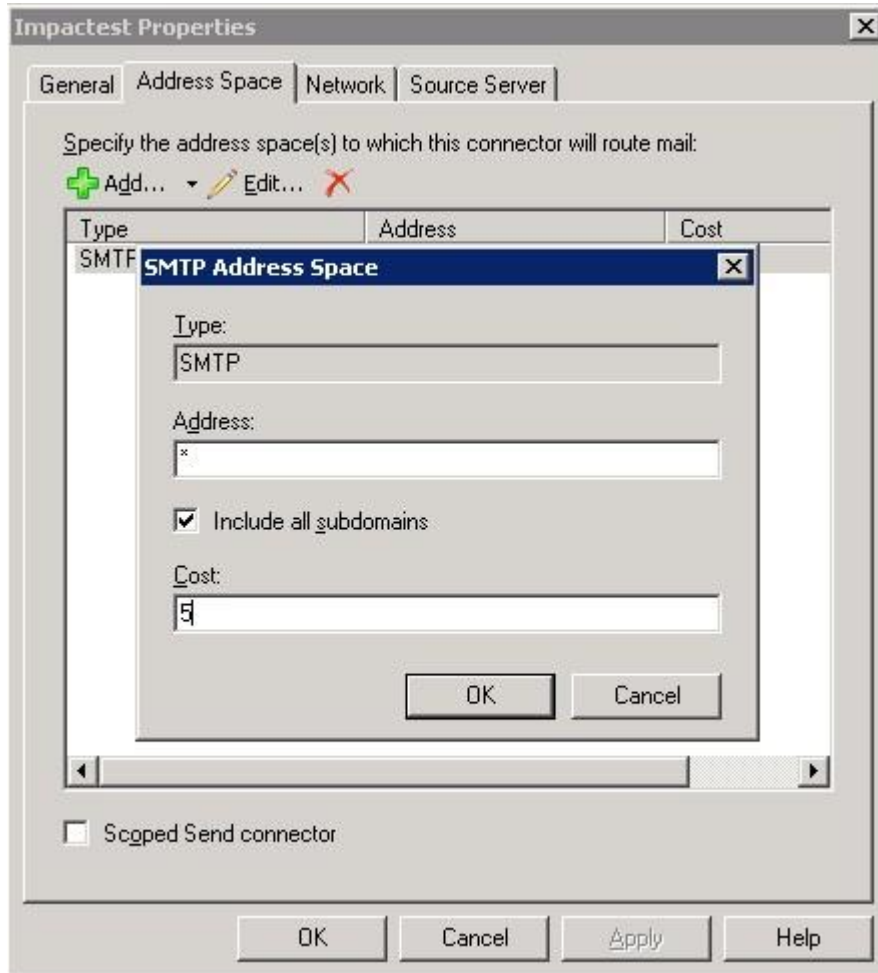 Impactest Properties
General Address Space Network Source Server
Specify the address space(s) to which this connector will route mail:
Add... Edit...
Type Address Cost
SMTP
SMTP Address Space
Type:
SMTP
Address:
*
Include all subdomains
Cost:
5
OK Cancel
Scoped Send connector
OK Cancel Apply Help